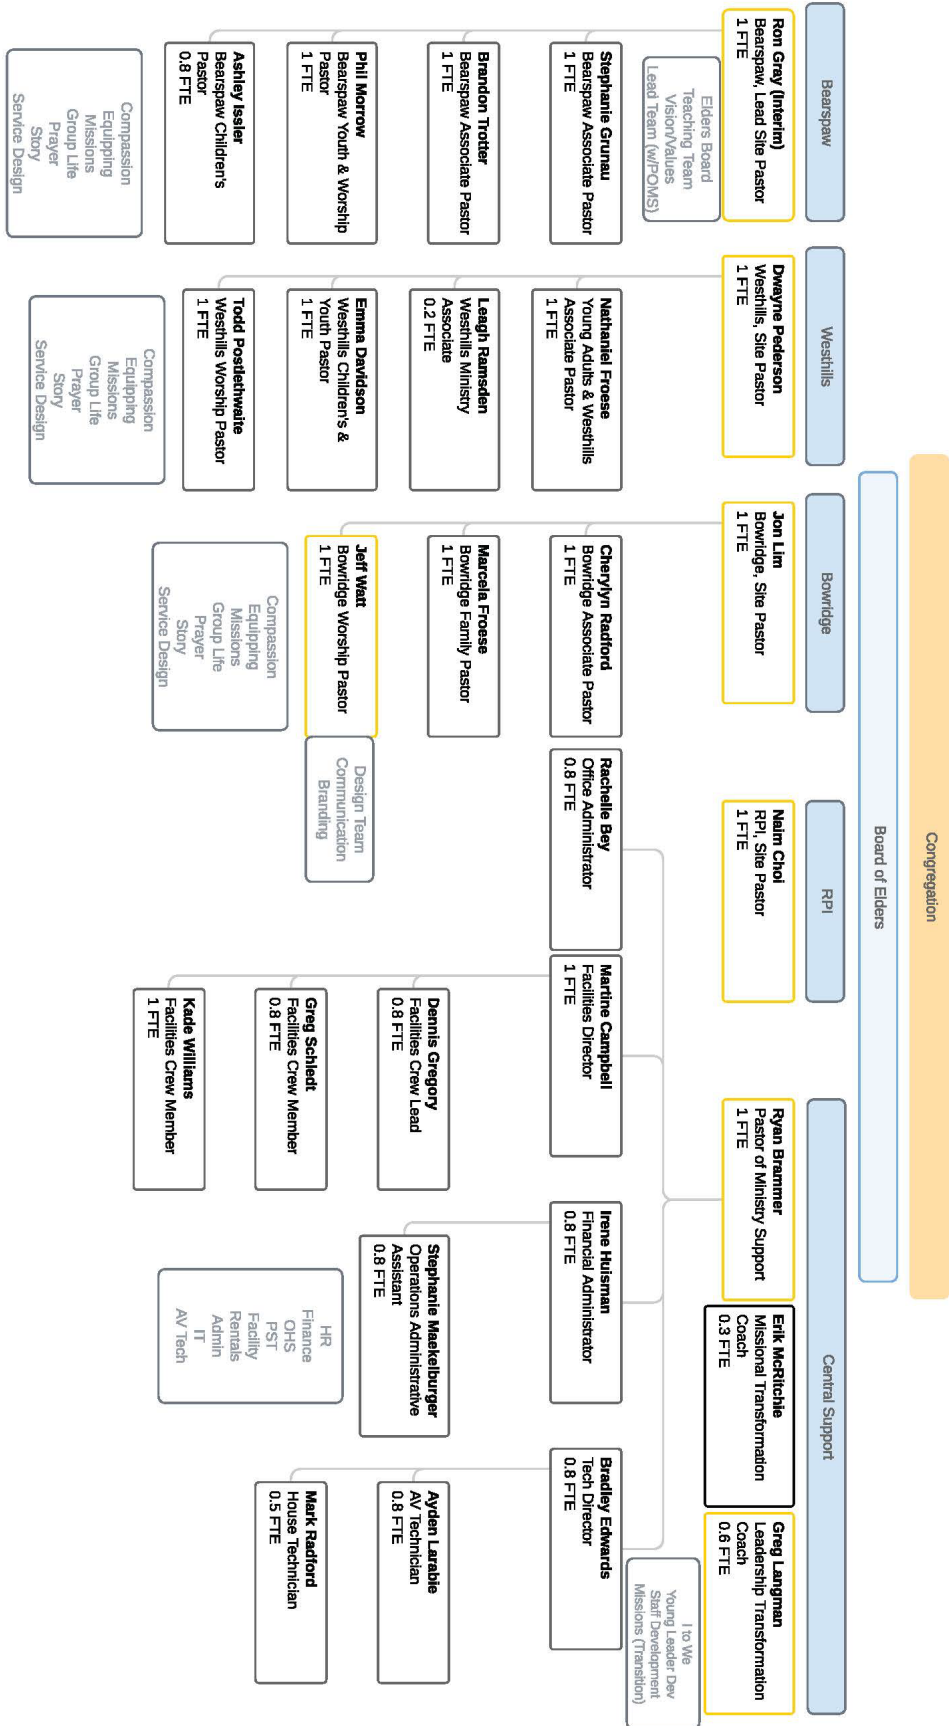 Congregation
Board of Elders
Bearspaw
Westhills
Bowridge
RPI
Central Support
Ron Gray (Interim)
Bearspaw, Lead Site Pastor
1 FTE
Elders Board
Teaching Team
Vision/Values
Lead Team (w/POMS)
Stephanie Grunau
Bearspaw Associate Pastor
1 FTE
Brandon Trotter
Bearspaw Associate Pastor
1 FTE
Phil Morrow
Bearspaw Youth & Worship
Pastor
1 FTE
Ashley Issler
Bearspaw Children's
Pastor
0.8 FTE
Compassion
Equipping
Missions
Group Life
Prayer
Story
Service Design
Dwayne Pederson
Westhills, Site Pastor
1 FTE
Nathaniel Froese
Young Adults & Westhills
Associate Pastor
1 FTE
Leagh Ramsden
Westhills Ministry
Associate
0.2 FTE
Emma Davidson
Westhills Children's &
Youth Pastor
1 FTE
Todd Postlethwaite
Westhills Worship Pastor
1 FTE
Compassion
Equipping
Missions
Group Life
Prayer
Story
Service Design
Jon Lim
Bowridge, Site Pastor
1 FTE
Cherylyn Radford
Bowridge Associate Pastor
1 FTE
Marcela Froese
Bowridge Family Pastor
1 FTE
Jeff Watt
Bowridge Worship Pastor
1 FTE
Design Team
Communication
Branding
Compassion
Equipping
Missions
Group Life
Prayer
Story
Service Design
Naim Choi
RPI, Site Pastor
1 FTE
Ryan Brammer
Pastor of Ministry Support
1 FTE
Erik McRitchie
Missional Transformation
Coach
0.3 FTE
Greg Langman
Leadership Transformation
Coach
0.6 FTE
I to We
Young Leader Dev
Staff Development
Missions (Transition)
Rachelle Bey
Office Administrator
0.8 FTE
Martine Campbell
Facilities Director
1 FTE
Dennis Gregory
Facilities Crew Lead
0.8 FTE
Greg Schledt
Facilities Crew Member
0.8 FTE
Kade Williams
Facilities Crew Member
1 FTE
Irene Huisman
Financial Administrator
0.8 FTE
Stephanie Maekelburger
Operations Administrative
Assistant
0.8 FTE
HR
Finance
OHS
PST
Facility
Rentals
Admin
IT
AV Tech
Bradley Edwards
Tech Director
0.8 FTE
Ayden Larabie
AV Technician
0.8 FTE
Mark Radford
House Technician
0.5 FTE